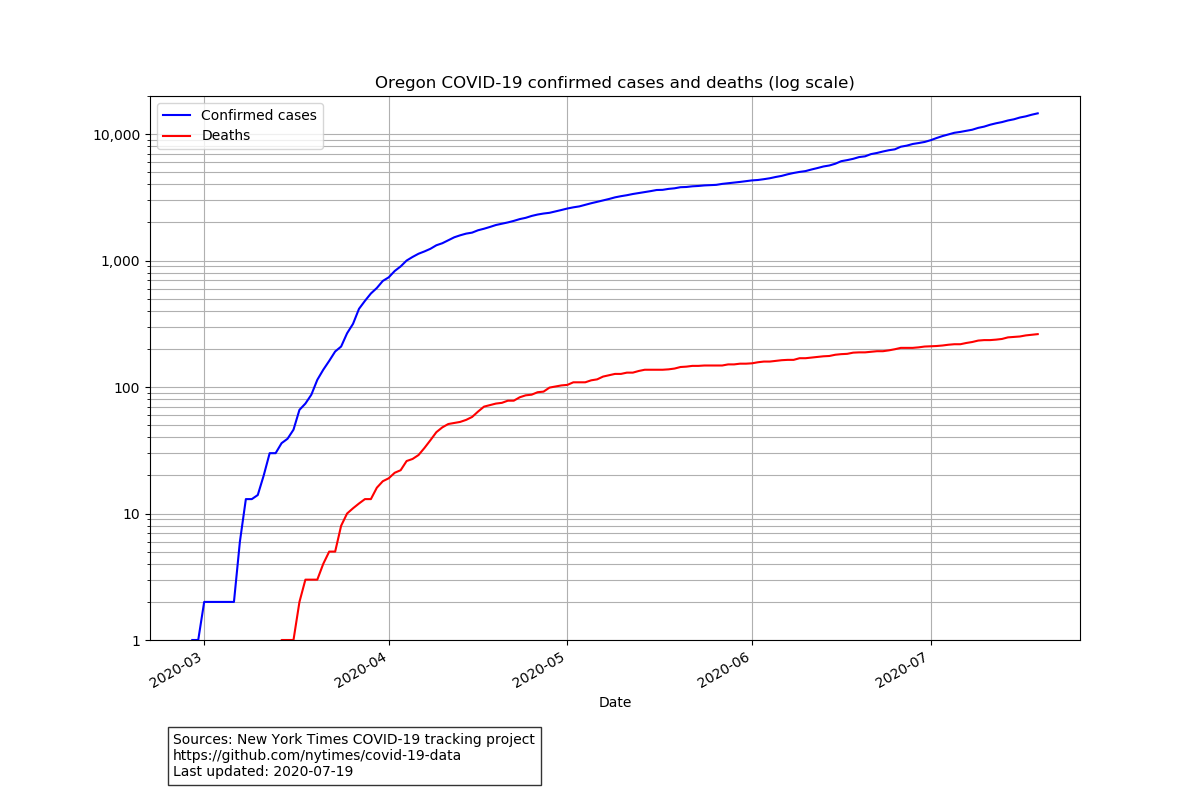 Oregon COVID-19 confirmed cases and deaths (log scale)
Confirmed cases
Deaths
10,000
1,000
100
10
1
2020-03
2020-04
2020-05
2020-06
2020-07
Date
Sources: New York Times COVID-19 tracking project
https://github.com/nytimes/covid-19-data
Last updated: 2020-07-19